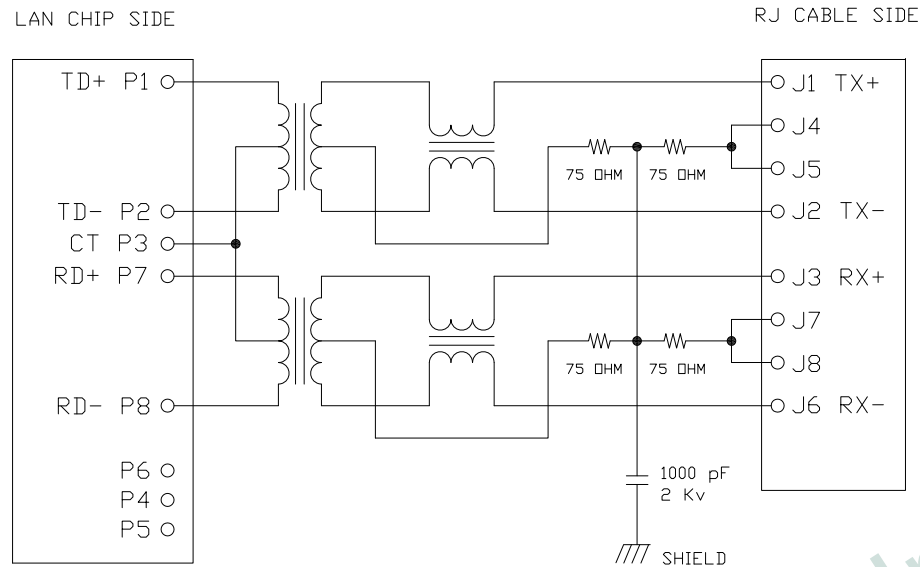 LAN CHIP SIDE
RJ CABLE SIDE
TD+ P1
J1 TX+
J4
75 OHM
75 OHM
J5
TD- P2
J2 TX-
CT P3
RD+ P7
J3 RX+
J7
75 OHM
75 OHM
J8
RD- P8
J6 RX-
P6
1000 pF
2 Kv
P4
P5
SHIELD